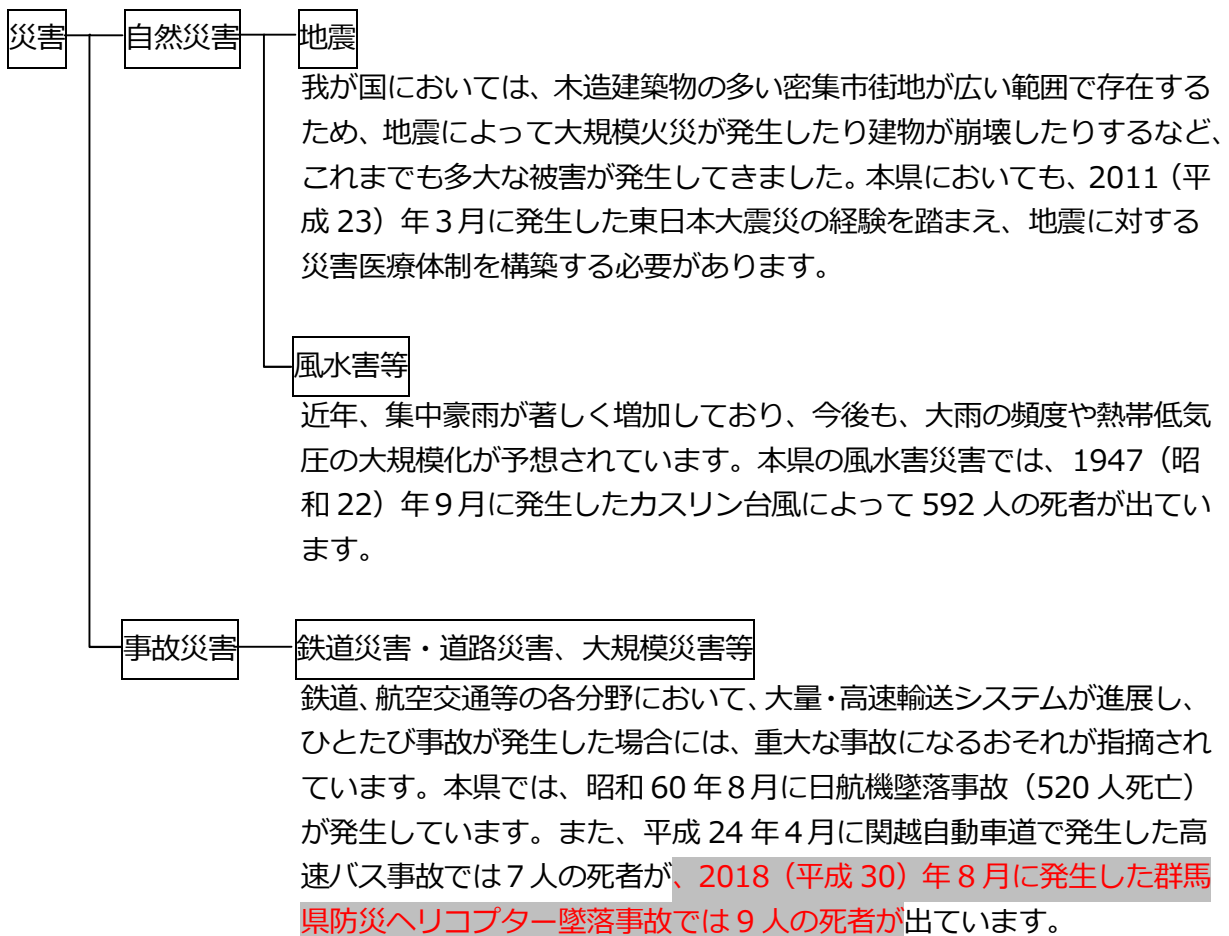 災害 自然災害 地震
我が国においては、木造建築物の多い密集市街地が広い範囲で存在する
ため、地震によって大規模火災が発生したり建物が崩壊したりするなど、
これまでも多大な被害が発生してきました。本県においても、2011（平
成 23）年３月に発生した東日本大震災の経験を踏まえ、地震に対する
災害医療体制を構築する必要があります。
風水害等
近年、集中豪雨が著しく増加しており、今後も、大雨の頻度や熱帯低気
圧の大規模化が予想されています。本県の風水害災害では、1947（昭
和 22）年９月に発生したカスリン台風によって 592 人の死者が出てい
ます。
事故災害 鉄道災害・道路災害、大規模災害等
鉄道、航空交通等の各分野において、大量・高速輸送システムが進展し、
ひとたび事故が発生した場合には、重大な事故になるおそれが指摘され
ています。本県では、昭和 60 年８月に日航機墜落事故（520 人死亡）
が発生しています。また、平成 24 年４月に関越自動車道で発生した高
速バス事故では７人の死者が、2018（平成 30）年 8 月に発生した群馬
県防災ヘリコプター墜落事故では 9 人の死者が出ています。